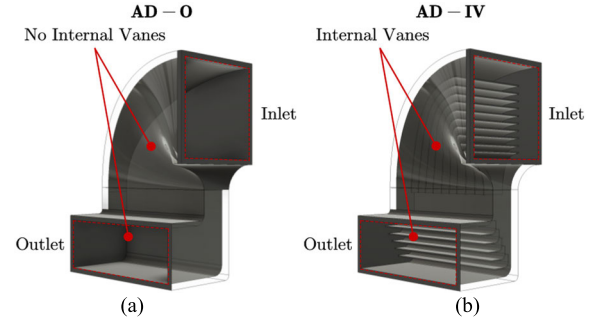 AD – O
No Internal Vanes
Inlet
Outlet
(a)
AD – IV
Internal Vanes
Inlet
Outlet
(b)